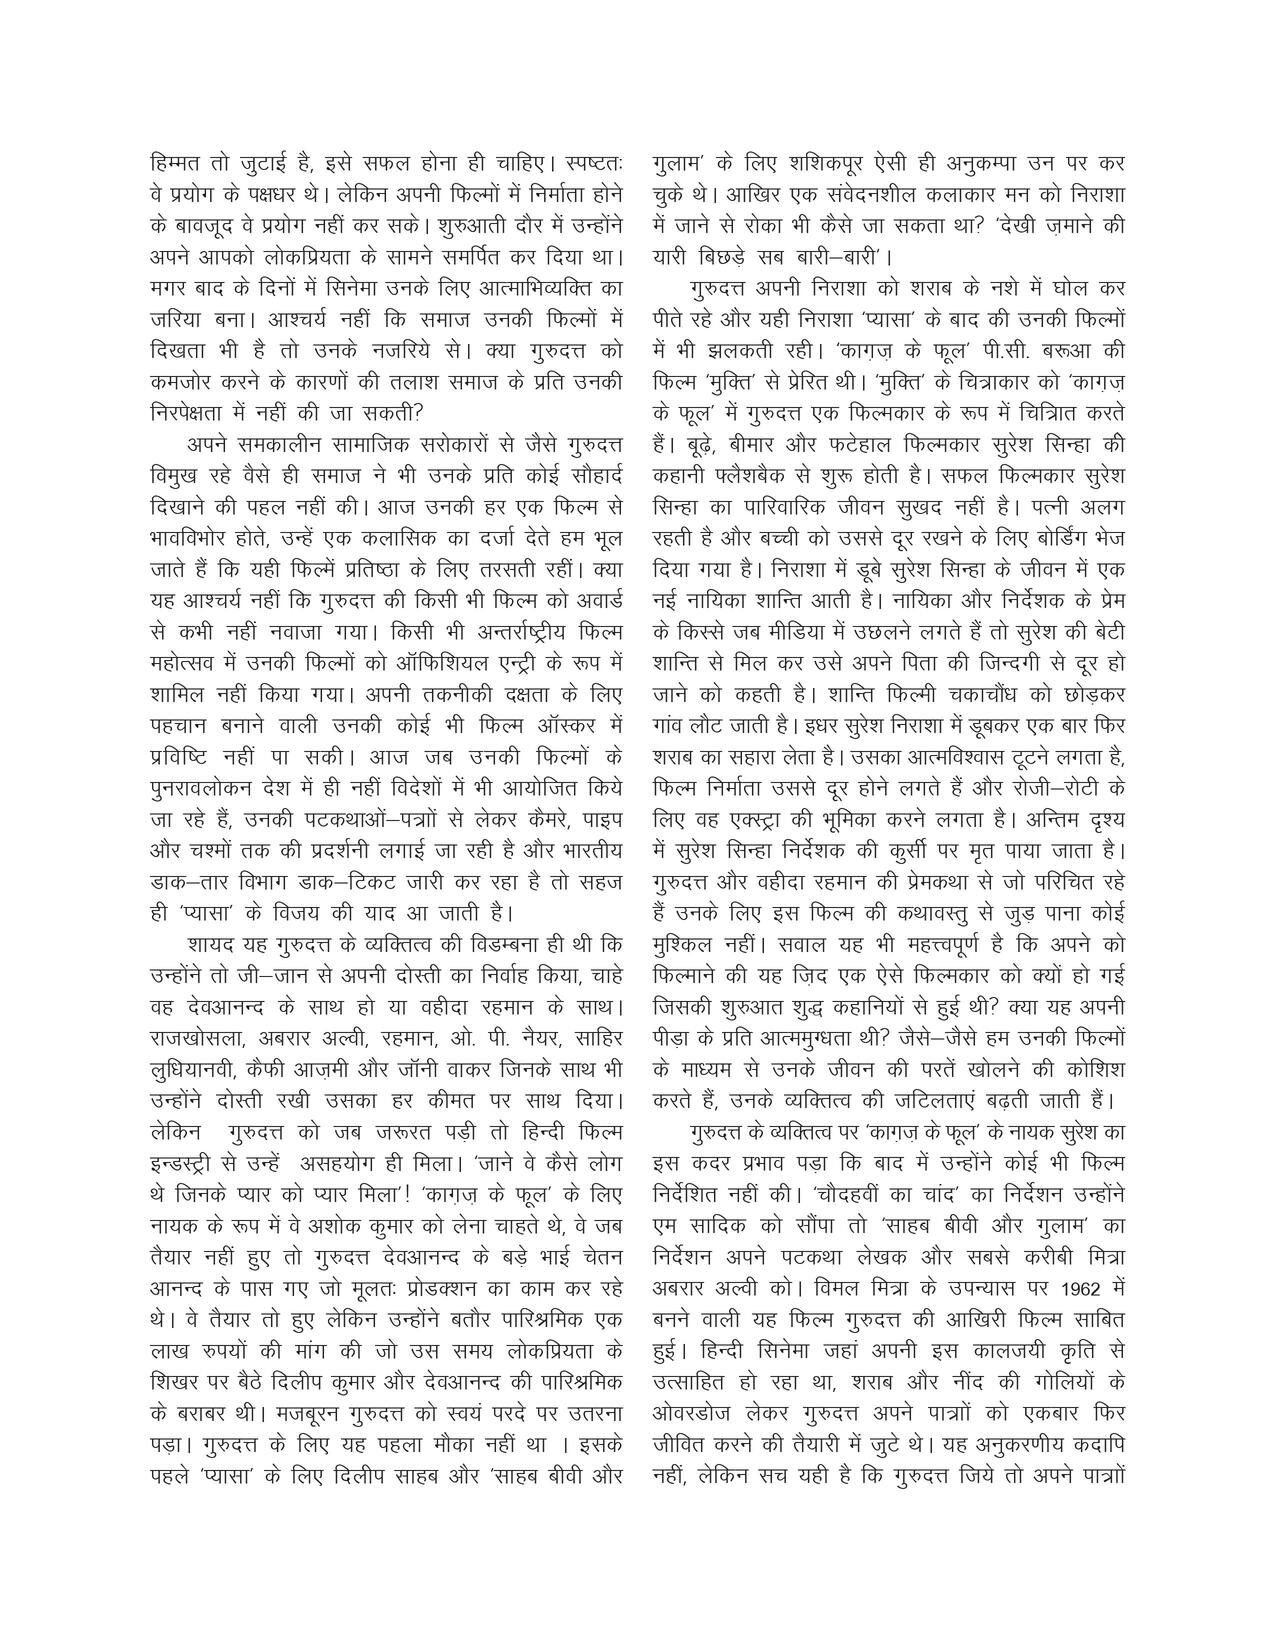 हिम्मत तो जुटाई है, इसे सफल होना ही चाहिए। स्पष्टतः
वे प्रयोग के पक्षधर थे। लेकिन अपनी फिल्मों में निर्माता होने
के बावजूद वे प्रयोग नहीं कर सके। शुरुआती दौर में उन्होंने
अपने आपको लोकप्रियता के सामने समर्पित कर दिया था।
मगर बाद के दिनों में सिनेमा उनके लिए आत्माभिव्यक्ति का
जरिया बना। आश्चर्य नहीं कि समाज उनकी फिल्मों में
दिखता भी है तो उनके नजरिये से। क्या गुरुदत्त को
कमजोर करने के कारणों की तलाश समाज के प्रति उनकी
निरपेक्षता में नहीं की जा सकती?
अपने समकालीन सामाजिक सरोकारों से जैसे गुरुदत्त
विमुख रहे वैसे ही समाज ने भी उनके प्रति कोई सौहार्द
दिखाने की पहल नहीं की। आज उनकी हर एक फिल्म से
भावविभोर होते, उन्हें एक कलासिक का दर्जा देते हम भूल
जाते हैं कि यही फिल्में प्रतिष्ठा के लिए तरसती रहीं। क्या
यह आश्चर्य नहीं कि गुरुदत्त की किसी भी फिल्म को अवार्ड
से कभी नहीं नवाजा गया। किसी भी अन्तर्राष्ट्रीय फिल्म
महोत्सव में उनकी फिल्मों को ऑफिशियल एन्ट्री के रूप में
शामिल नहीं किया गया। अपनी तकनीकी दक्षता के लिए
पहचान बनाने वाली उनकी कोई भी फिल्म ऑस्कर में
प्रविष्टि नहीं पा सकी। आज जब उनकी फिल्मों के
पुनरावलोकन देश में ही नहीं विदेशों में भी आयोजित किये
जा रहे हैं, उनकी पटकथाओं–पत्राों से लेकर कैमरे, पाइप
और चश्मों तक की प्रदर्शनी लगाई जा रही है और भारतीय
डाक–तार विभाग डाक–टिकट जारी कर रहा है तो सहज
ही ‘प्यासा’ के विजय की याद आ जाती है।
शायद यह गुरुदत्त के व्यक्तित्व की विडम्बना ही थी कि
उन्होंने तो जी–जान से अपनी दोस्ती का निर्वाह किया, चाहे
वह देवआनन्द के साथ हो या वहीदा रहमान के साथ।
राजखोसला, अबरार अल्वी, रहमान, ओ. पी. नैयर, साहिर
लुधियानवी, कैफी आज़मी और जॉनी वाकर जिनके साथ भी
उन्होंने दोस्ती रखी उसका हर कीमत पर साथ दिया।
लेकिन गुरुदत्त को जब जरूरत पड़ी तो हिन्दी फिल्म
इन्डस्ट्री से उन्हें असहयोग ही मिला। ‘जाने वे कैसे लोग
थे जिनके प्यार को प्यार मिला’! ‘काग़ज़ के फूल’ के लिए
नायक के रूप में वे अशोक कुमार को लेना चाहते थे, वे जब
तैयार नहीं हुए तो गुरुदत्त देवआनन्द के बड़े भाई चेतन
आनन्द के पास गए जो मूलतः प्रोडक्शन का काम कर रहे
थे। वे तैयार तो हुए लेकिन उन्होंने बतौर पारिश्रमिक एक
लाख रुपयों की मांग की जो उस समय लोकप्रियता के
शिखर पर बैठे दिलीप कुमार और देवआनन्द की पारिश्रमिक
के बराबर थी। मजबूरन गुरुदत्त को स्वयं परदे पर उतरना
पड़ा। गुरुदत्त के लिए यह पहला मौका नहीं था । इसके
पहले ‘प्यासा’ के लिए दिलीप साहब और ‘साहब बीवी और
गुलाम’ के लिए शशिकपूर ऐसी ही अनुकम्पा उन पर कर
चुके थे। आखिर एक संवेदनशील कलाकार मन को निराशा
में जाने से रोका भी कैसे जा सकता था? ‘देखी ज़माने की
यारी बिछड़े सब बारी–बारी’।
गुरुदत्त अपनी निराशा को शराब के नशे में घोल कर
पीते रहे और यही निराशा ‘प्यासा’ के बाद की उनकी फिल्मों
में भी झलकती रही। ‘काग़ज़ के फूल’ पी.सी. बरूआ की
फिल्म ‘मुक्ति’ से प्रेरित थी। ‘मुक्ति’ के चित्राकार को ‘काग़ज़
के फूल’ में गुरुदत्त एक फिल्मकार के रूप में चित्रिात करते
हैं। बूढ़े, बीमार और फटेहाल फिल्मकार सुरेश सिन्हा की
कहानी फ्लैशबैक से शुरू होती है। सफल फिल्मकार सुरेश
सिन्हा का पारिवारिक जीवन सुखद नहीं है। पत्नी अलग
रहती है और बच्ची को उससे दूर रखने के लिए बोर्डिंग भेज
दिया गया है। निराशा में डूबे सुरेश सिन्हा के जीवन में एक
नई नायिका शान्ति आती है। नायिका और निर्देशक के प्रेम
के किस्से जब मीडिया में उछलने लगते हैं तो सुरेश की बेटी
शान्ति से मिल कर उसे अपने पिता की जिन्दगी से दूर हो
जाने को कहती है। शान्ति फिल्मी चकाचौंध को छोड़कर
गांव लौट जाती है। इधर सुरेश निराशा में डूबकर एक बार फिर
शराब का सहारा लेता है। उसका आत्मविश्वास टूटने लगता है,
फिल्म निर्माता उससे दूर होने लगते हैं और रोजी–रोटी के
लिए वह एक्स्ट्रा की भूमिका करने लगता है। अन्तिम दृश्य
में सुरेश सिन्हा निर्देशक की कुर्सी पर मृत पाया जाता है।
गुरुदत्त और वहीदा रहमान की प्रेमकथा से जो परिचित रहे
हैं उनके लिए इस फिल्म की कथावस्तु से जुड़ पाना कोई
मुश्किल नहीं। सवाल यह भी महत्त्वपूर्ण है कि अपने को
फिल्माने की यह ज़िद एक ऐसे फिल्मकार को क्यों हो गई
जिसकी शुरुआत शुद्ध कहानियों से हुई थी? क्या यह अपनी
पीड़ा के प्रति आत्ममुग्धता थी? जैसे–जैसे हम उनकी फिल्मों
के माध्यम से उनके जीवन की परतें खोलने की कोशिश
करते हैं, उनके व्यक्तित्व की जटिलताएं बढ़ती जाती हैं।
गुरुदत्त के व्यक्तित्व पर ‘काग़ज़ के फूल’ के नायक सुरेश का
इस कदर प्रभाव पड़ा कि बाद में उन्होंने कोई भी फिल्म
निर्देशित नहीं की। ‘चौदहवीं का चांद’ का निर्देशन उन्होंने
एम सादिक को सौंपा तो ‘साहब बीवी और गुलाम’ का
निर्देशन अपने पटकथा लेखक और सबसे करीबी मित्रा
अबरार अल्वी को। विमल मित्रा के उपन्यास पर 1962 में
बनने वाली यह फिल्म गुरुदत्त की आखिरी फिल्म साबित
हुई। हिन्दी सिनेमा जहां अपनी इस कालजयी कृति से
उत्साहित हो रहा था, शराब और नींद की गोलियों के
ओवरडोज लेकर गुरुदत्त अपने पात्राों को एकबार फिर
जीवित करने की तैयारी में जुटे थे। यह अनुकरणीय कदापि
नहीं, लेकिन सच यही है कि गुरुदत्त जिये तो अपने पात्राों